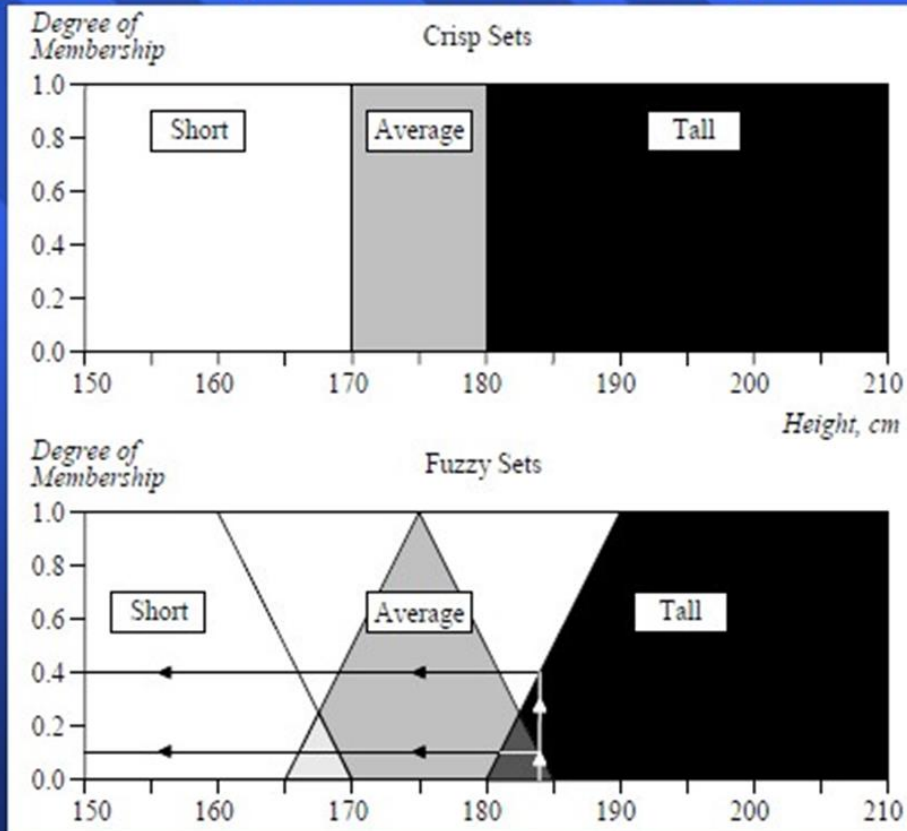 Degree of
Membership
Crisp Sets
1.0
0.8
0.6
0.4
0.2
0.0
Short
Average
Tall
150 160 170 180 190 200 210
Height, cm
Degree of
Membership
Fuzzy Sets
1.0
0.8
0.6
0.4
0.2
0.0
Short
Average
Tall
150 160 170 180 190 200 210